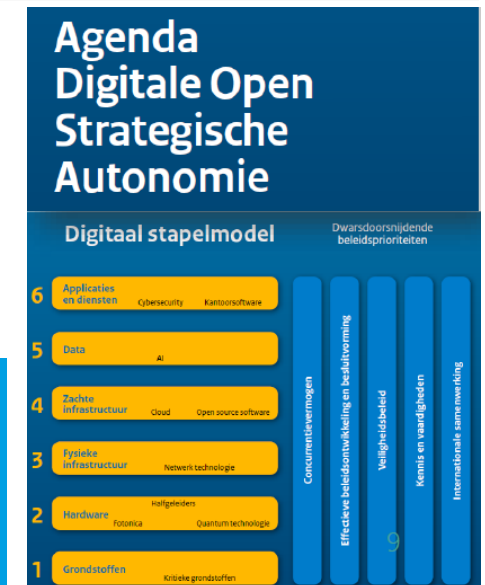 Agenda
Digitale Open
Strategische
Autonomie
Digitaal stapelmodel
Dwarsdoorsnijdende
beleidsprioriteiten
6
Applicaties
en diensten
Cybersecurity
Kantoorsoftware
5
Data
AI
4
Zachte
infrastructuur
Cloud
Open source software
3
Fysieke
infrastructuur
Netwerk technologie
2
Hardware
Halfgeleiders
Fotonica
Quantum technologie
1
Grondstoffen
Kritieke grondstoffen
Concurrentievermogen
Effectieve beleidsontwikkeling en besluitvorming
Veiligheidsbeleid
Kennis en vaardigheden
Internationale samenwerking
9